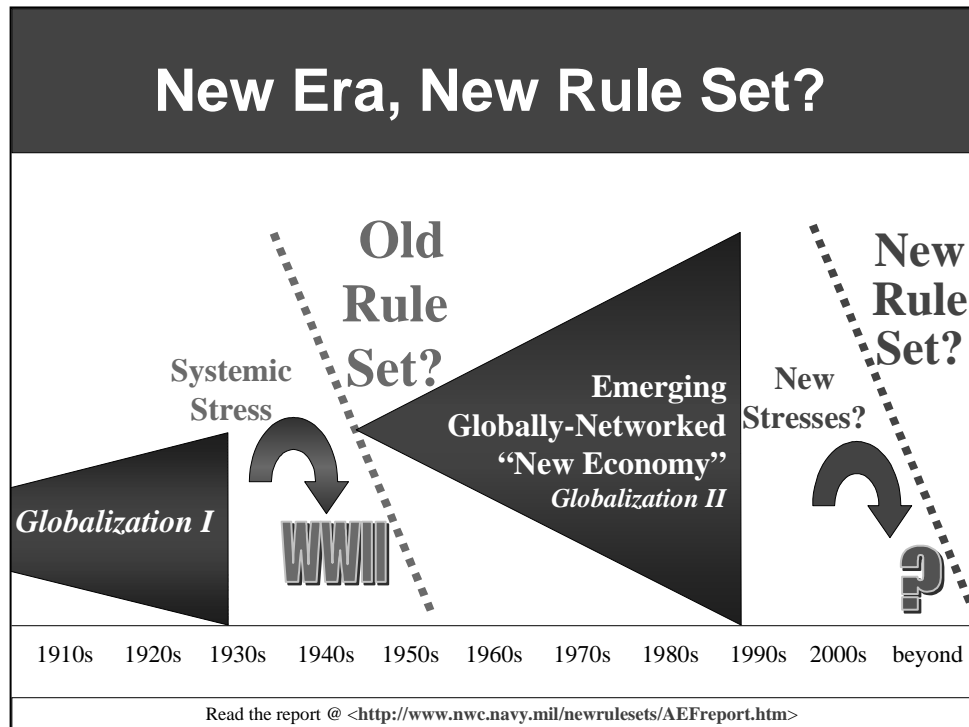 New Era, New Rule Set?
Old
Rule
Set?
New
Rule
Set?
Systemic
Stress
Emerging
Globally-Networked
“New Economy”
Globalization II
New
Stresses?
Globalization I
WWII
?
1910s 1920s 1930s 1940s 1950s 1960s 1970s 1980s 1990s 2000s beyond
Read the report @ <http://www.nwc.navy.mil/newrulesets/AEFreport.htm>